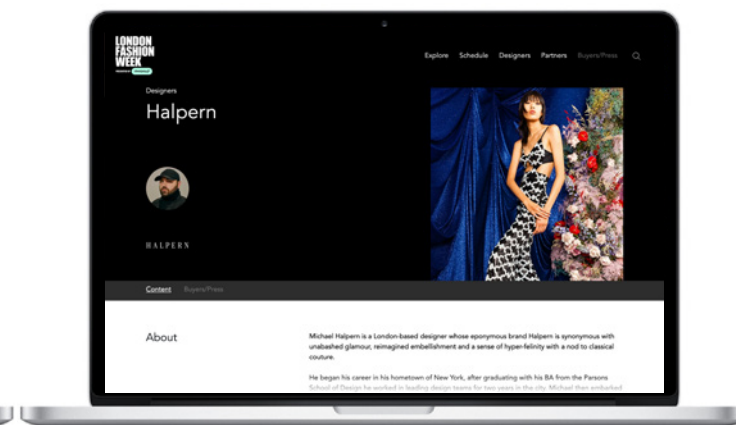 LONDON
FASHION
WEEK
Explore Schedule Designers Partners Buyers/Press
Designers
Halpern
HALPERN
Content Buyers/Press
About
Michael Halpern is a London-based designer whose eponymous brand Halpern is synonymous with
unabashed glamour, reimagined embellishment and a sense of hyper-felinity with a nod to classical
couture.
He began his career in his hometown of New York, after graduating with his BA from the Parsons
School of Design he worked in leading design teams for two years in the city. Michael then embarked